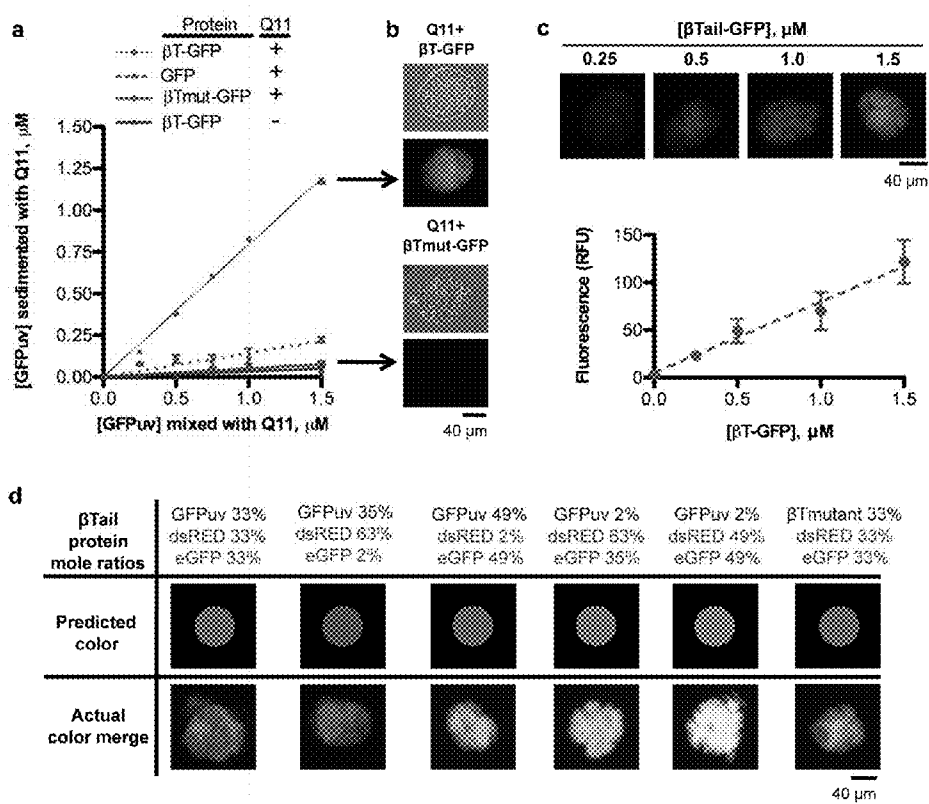 a
Protein Q11
βT-GFP +
GFP +
βTmut-GFP +
βT-GFP -
[GFPuv] sedimented with Q11, μM
1.50
1.25
1.00
0.75
0.50
0.25
0.00
0.0 0.5 1.0 1.5
[GFPuv] mixed with Q11, μM
b
Q11+
βT-GFP
Q11+
βTmut-GFP
40 μm
c
[βTail-GFP], μM
0.25 0.5 1.0 1.5
40 μm
Fluorescence (RFU)
150
100
50
0
0.0 0.5 1.0 1.5
[βT-GFP], μM
d
βTail
protein
mole ratios
GFPuv 33%
dsRED 33%
eGFP 33%
GFPuv 35%
dsRED 63%
eGFP 2%
GFPuv 49%
dsRED 2%
eGFP 49%
GFPuv 2%
dsRED 63%
eGFP 35%
GFPuv 2%
dsRED 49%
eGFP 49%
βTmutant 33%
dsRED 33%
eGFP 33%
Predicted
color
Actual
color merge
40 μm